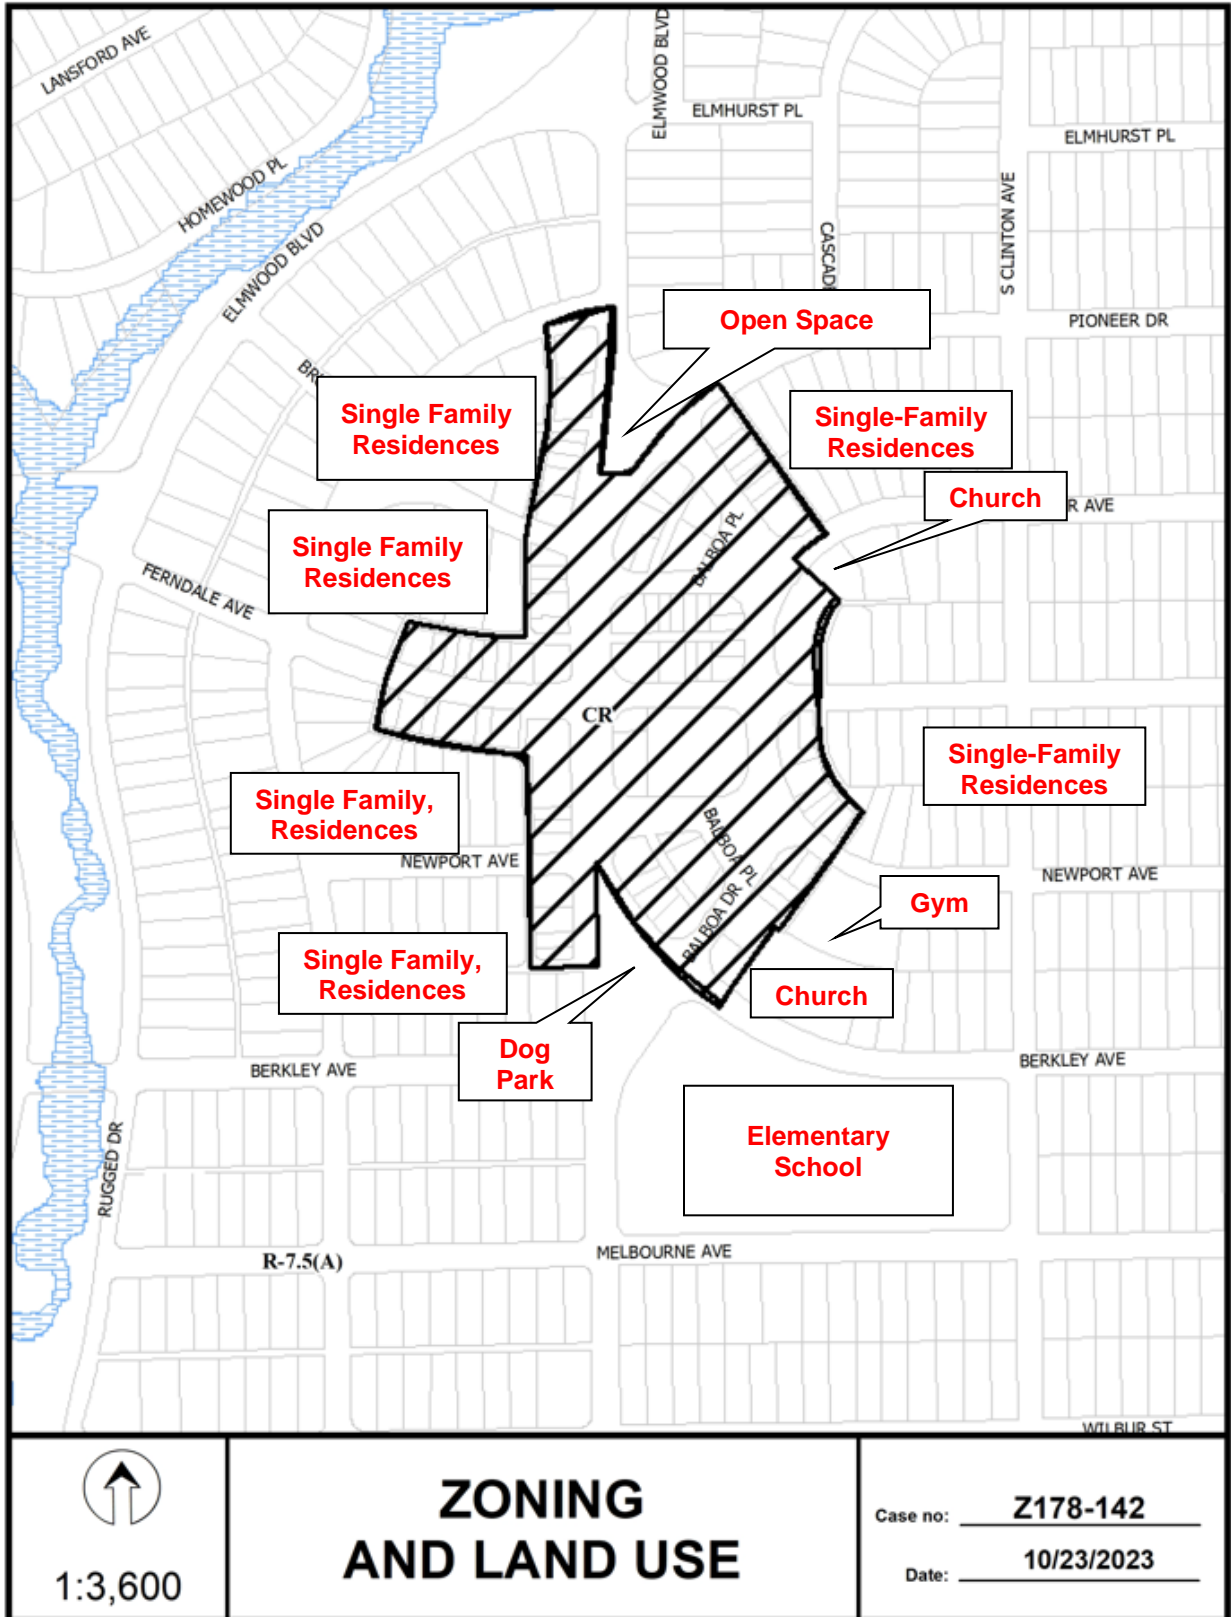 LANSFORD AVE
ELMWOOD BLVD
ELMHURST PL
ELMHURST PL
HOMEWOOD PL
S CLINTON AVE
ELMWOOD BLVD
CASCADE
PIONEER DR
Open Space
Single Family
Residences
Single-Family
Residences
Church
R AVE
BALBOA PL
Single Family
Residences
FERNDALE AVE
CR
Single-Family
Residences
Single Family,
Residences
BALBOA PL
NEWPORT AVE
NEWPORT AVE
Gym
BALBOA DR
Single Family,
Residences
Church
Dog
Park
BERKLEY AVE
BERKLEY AVE
Elementary
School
RUGGED DR
MELBOURNE AVE
R-7.5(A)
WILBUR ST
1:3,600
ZONING
AND LAND USE
Case no: Z178-142
Date: 10/23/2023